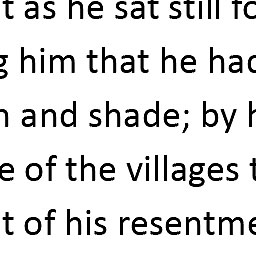 t as he sat still fo
g him that he had
n and shade; by h
e of the villages t
t of his resentme